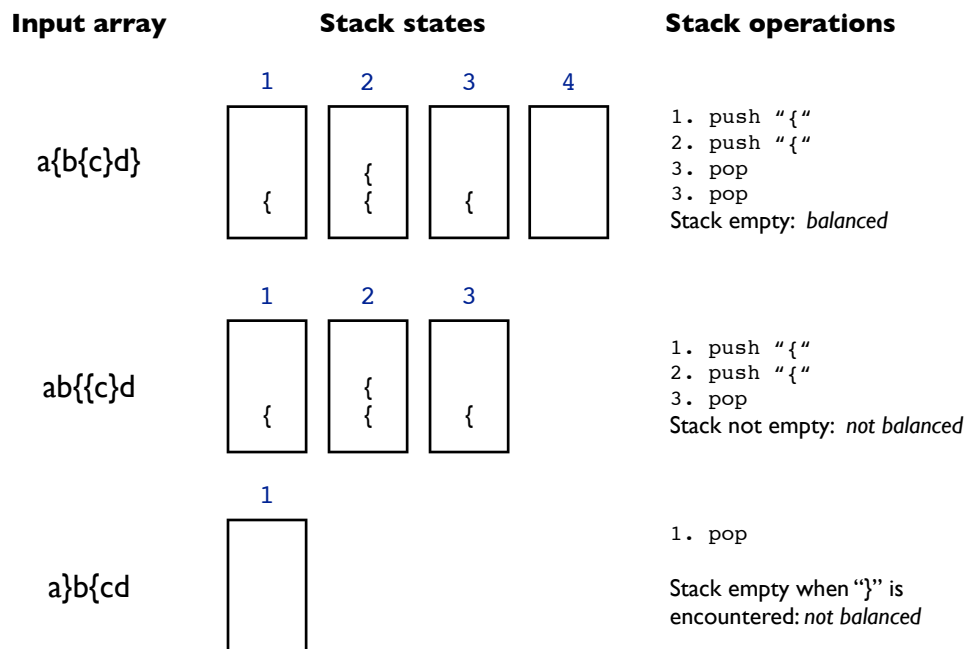 Input array Stack states Stack operations
1 2 3 4
a{b{c}d}
{
{
{
{
1. push “{“
2. push “{“
3. pop
3. pop
Stack empty: balanced
1 2 3
ab{{c}d
{
{
{
{
1. push “{“
2. push “{“
3. pop
Stack not empty: not balanced
1
a}b{cd
1. pop
Stack empty when “}” is
encountered: not balanced